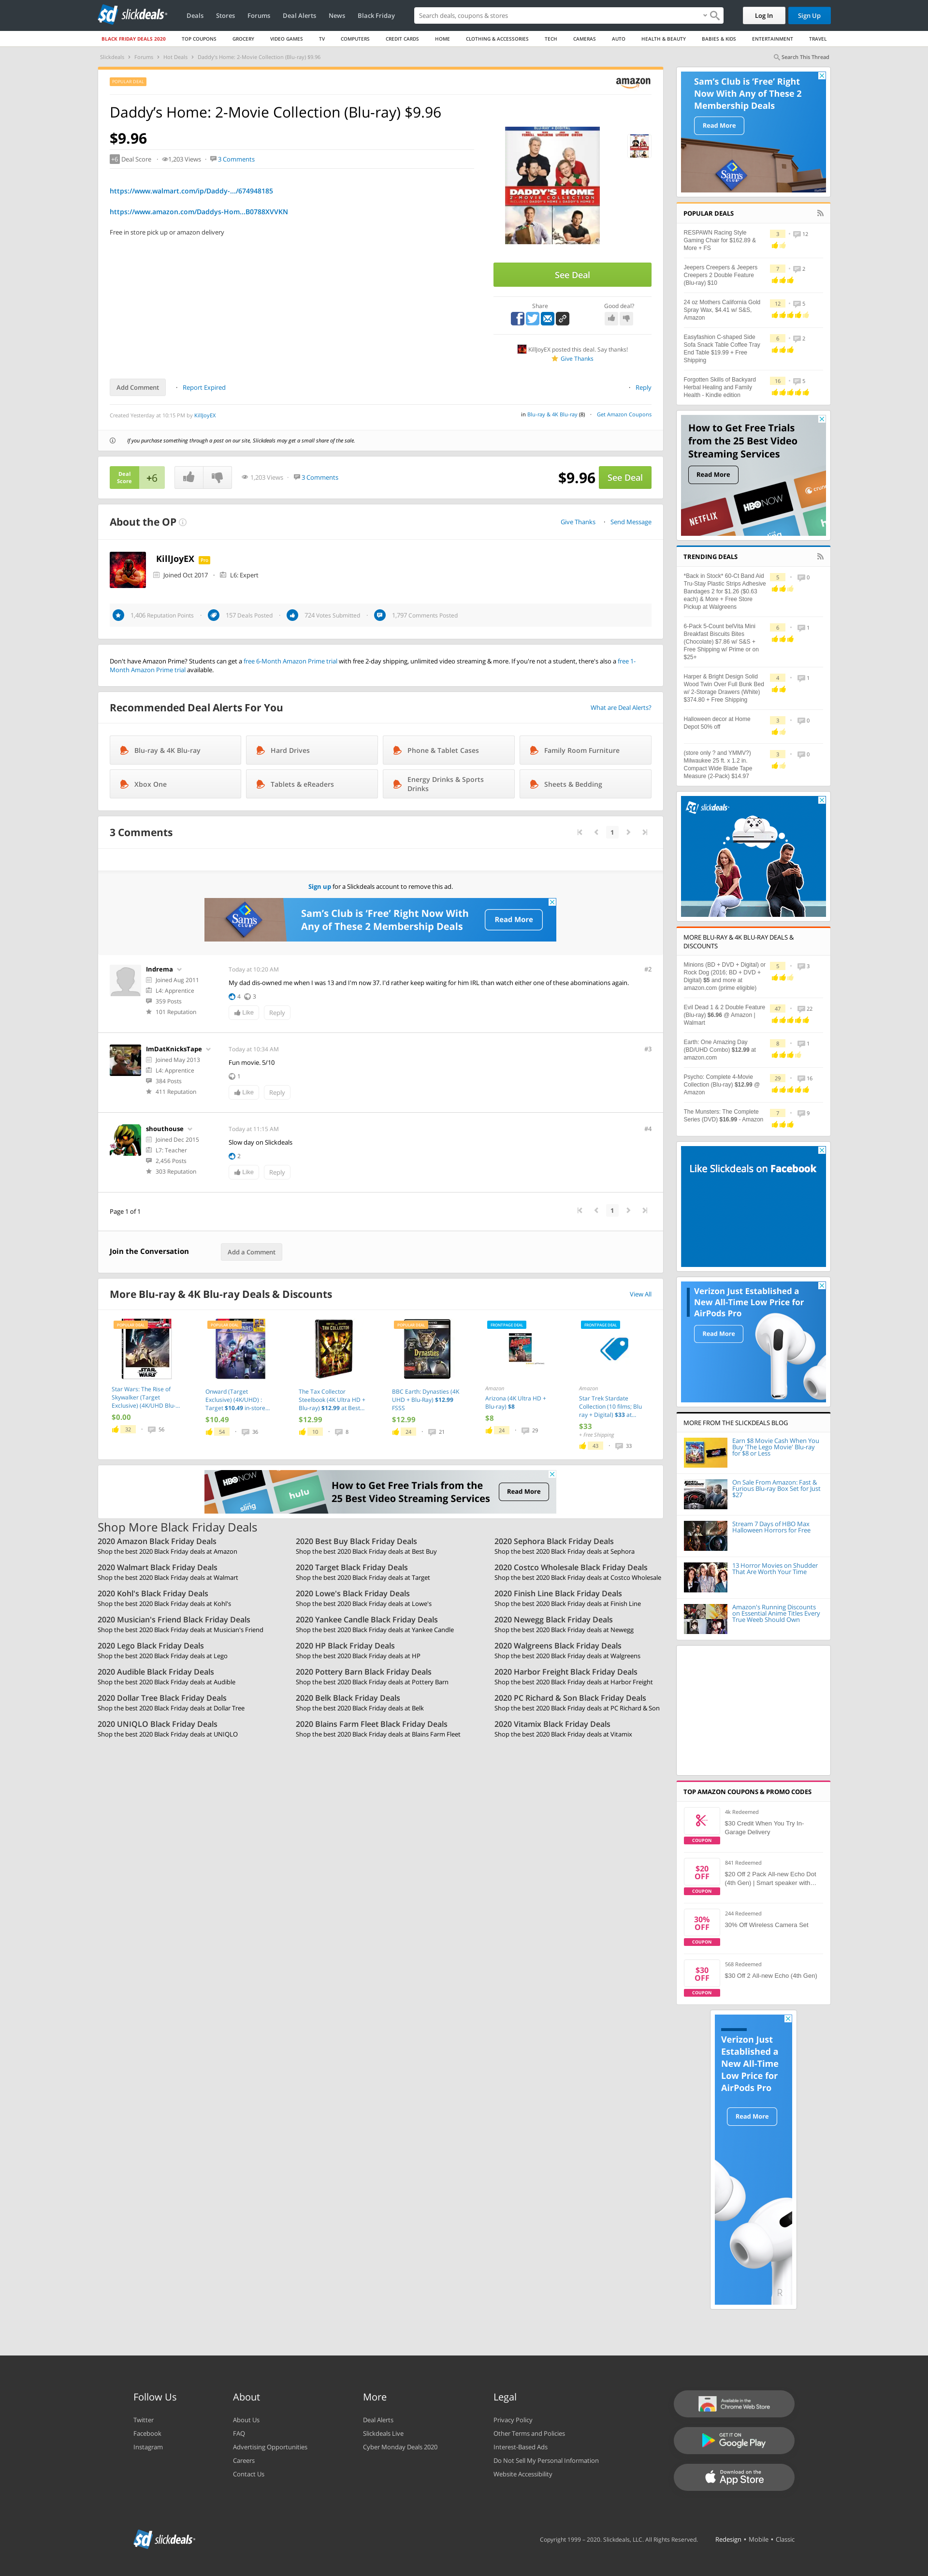 slickdeals
Deals Stores Forums Deal Alerts News Black Friday
Search deals, coupons & stores
Log In Sign Up
BLACK FRIDAY DEALS 2020 TOP COUPONS GROCERY VIDEO GAMES TV COMPUTERS CREDIT CARDS HOME CLOTHING & ACCESSORIES TECH CAMERAS AUTO HEALTH & BEAUTY BABIES & KIDS ENTERTAINMENT TRAVEL
Slickdeals > Forums > Hot Deals > Daddy's Home: 2-Movie Collection (Blu-ray) $9.96
Search This Thread
POPULAR DEAL
amazon
Daddy's Home: 2-Movie Collection (Blu-ray) $9.96
$9.96
+6 Deal Score · 1,203 Views · 3 Comments
https://www.walmart.com/ip/Daddy-.../674948185
https://www.amazon.com/Daddys-Hom...B0788XVVKN
Free in store pick up or amazon delivery
DADDY'S HOME
2-MOVIE COLLECTION
See Deal
Share
Good deal?
KillJoyEX posted this deal. Say thanks!
Give Thanks
Add Comment · Report Expired
· Reply
Created Yesterday at 10:15 PM by KillJoyEX
in Blu-ray & 4K Blu-ray (8) · Get Amazon Coupons
If you purchase something through a post on our site, Slickdeals may get a small share of the sale.
Deal Score +6
1,203 Views · 3 Comments
$9.96 See Deal
About the OP
Give Thanks · Send Message
KillJoyEX Pro
Joined Oct 2017 · L6: Expert
1,406 Reputation Points · 157 Deals Posted · 724 Votes Submitted · 1,797 Comments Posted
Don't have Amazon Prime? Students can get a free 6-Month Amazon Prime trial with free 2-day shipping, unlimited video streaming & more. If you're not a student, there's also a free 1-
Month Amazon Prime trial available.
Recommended Deal Alerts For You
What are Deal Alerts?
Blu-ray & 4K Blu-ray
Hard Drives
Phone & Tablet Cases
Family Room Furniture
Xbox One
Tablets & eReaders
Energy Drinks & Sports
Drinks
Sheets & Bedding
3 Comments
1
Sign up for a Slickdeals account to remove this ad.
Sam's Club
Sam's Club is 'Free' Right Now With
Any of These 2 Membership Deals
Read More
Indrema
Joined Aug 2011
L4: Apprentice
359 Posts
101 Reputation
Today at 10:20 AM
#2
My dad dis-owned me when I was 13 and I'm now 37. I'd rather keep waiting for him IRL than watch either one of these abominations again.
4 3
Like Reply
ImDatKnicksTape
Joined May 2013
L4: Apprentice
384 Posts
411 Reputation
Today at 10:34 AM
#3
Fun movie. 5/10
1
Like Reply
shouthouse
Joined Dec 2015
L7: Teacher
2,456 Posts
303 Reputation
Today at 11:15 AM
#4
Slow day on Slickdeals
2
Like Reply
Page 1 of 1
1
Join the Conversation
Add a Comment
More Blu-ray & 4K Blu-ray Deals & Discounts
View All
STAR WARS
Star Wars: The Rise of
Skywalker (Target
Exclusive) (4K/UHD Blu-...
$0.00
32 · 56
Onward (Target
Exclusive) (4K/UHD) :
Target $10.49 in-store...
$10.49
54 · 36
TAX COLLECTOR
The Tax Collector
Steelbook (4K Ultra HD +
Blu-ray) $12.99 at Best...
$12.99
10 · 8
Dynasties
BBC Earth: Dynasties (4K
UHD + Blu-Ray) $12.99
FSSS
$12.99
24 · 21
FRONTPAGE DEAL
Amazon
Arizona (4K Ultra HD +
Blu-ray) $8
$8
24 · 29
FRONTPAGE DEAL
Amazon
Star Trek Stardate
Collection (10 films; Blu
ray + Digital) $33 at...
$33
+ Free Shipping
43 · 33
HBONOW
sling
hulu
How to Get Free Trials from the
25 Best Video Streaming Services
Read More
Shop More Black Friday Deals
2020 Amazon Black Friday Deals
Shop the best 2020 Black Friday deals at Amazon
2020 Best Buy Black Friday Deals
Shop the best 2020 Black Friday deals at Best Buy
2020 Sephora Black Friday Deals
Shop the best 2020 Black Friday deals at Sephora
2020 Walmart Black Friday Deals
Shop the best 2020 Black Friday deals at Walmart
2020 Target Black Friday Deals
Shop the best 2020 Black Friday deals at Target
2020 Costco Wholesale Black Friday Deals
Shop the best 2020 Black Friday deals at Costco Wholesale
2020 Kohl's Black Friday Deals
Shop the best 2020 Black Friday deals at Kohl's
2020 Lowe's Black Friday Deals
Shop the best 2020 Black Friday deals at Lowe's
2020 Finish Line Black Friday Deals
Shop the best 2020 Black Friday deals at Finish Line
2020 Musician's Friend Black Friday Deals
Shop the best 2020 Black Friday deals at Musician's Friend
2020 Yankee Candle Black Friday Deals
Shop the best 2020 Black Friday deals at Yankee Candle
2020 Newegg Black Friday Deals
Shop the best 2020 Black Friday deals at Newegg
2020 Lego Black Friday Deals
Shop the best 2020 Black Friday deals at Lego
2020 HP Black Friday Deals
Shop the best 2020 Black Friday deals at HP
2020 Walgreens Black Friday Deals
Shop the best 2020 Black Friday deals at Walgreens
2020 Audible Black Friday Deals
Shop the best 2020 Black Friday deals at Audible
2020 Pottery Barn Black Friday Deals
Shop the best 2020 Black Friday deals at Pottery Barn
2020 Harbor Freight Black Friday Deals
Shop the best 2020 Black Friday deals at Harbor Freight
2020 Dollar Tree Black Friday Deals
Shop the best 2020 Black Friday deals at Dollar Tree
2020 Belk Black Friday Deals
Shop the best 2020 Black Friday deals at Belk
2020 PC Richard & Son Black Friday Deals
Shop the best 2020 Black Friday deals at PC Richard & Son
2020 UNIQLO Black Friday Deals
Shop the best 2020 Black Friday deals at UNIQLO
2020 Blains Farm Fleet Black Friday Deals
Shop the best 2020 Black Friday deals at Blains Farm Fleet
2020 Vitamix Black Friday Deals
Shop the best 2020 Black Friday deals at Vitamix
Sam's Club is 'Free' Right
Now With Any of These 2
Membership Deals
Read More
Sam's Club
POPULAR DEALS
RESPAWN Racing Style
Gaming Chair for $162.89 &
More + FS
3 · 12
Jeepers Creepers & Jeepers
Creepers 2 Double Feature
(Blu-ray) $10
7 · 2
24 oz Mothers California Gold
Spray Wax, $4.41 w/ S&S,
Amazon
12 · 5
Easyfashion C-shaped Side
Sofa Snack Table Coffee Tray
End Table $19.99 + Free
Shipping
6 · 2
Forgotten Skills of Backyard
Herbal Healing and Family
Health - Kindle edition
16 · 5
How to Get Free Trials
from the 25 Best Video
Streaming Services
Read More
NETFLIX HBONOW
TRENDING DEALS
*Back in Stock* 60-Ct Band Aid
Tru-Stay Plastic Strips Adhesive
Bandages 2 for $1.26 ($0.63
each) & More + Free Store
Pickup at Walgreens
5 · 0
6-Pack 5-Count belVita Mini
Breakfast Biscuits Bites
(Chocolate) $7.86 w/ S&S +
Free Shipping w/ Prime or on
$25+
6 · 1
Harper & Bright Design Solid
Wood Twin Over Full Bunk Bed
w/ 2-Storage Drawers (White)
$374.80 + Free Shipping
4 · 1
Halloween decor at Home
Depot 50% off
3 · 0
(store only ? and YMMV?)
Milwaukee 25 ft. x 1.2 in.
Compact Wide Blade Tape
Measure (2-Pack) $14.97
3 · 0
slickdeals
MORE BLU-RAY & 4K BLU-RAY DEALS &
DISCOUNTS
Minions (BD + DVD + Digital) or
Rock Dog (2016; BD + DVD +
Digital) $5 and more at
amazon.com (prime eligible)
5 · 3
Evil Dead 1 & 2 Double Feature
(Blu-ray) $6.96 @ Amazon |
Walmart
47 · 22
Earth: One Amazing Day
(BD/UHD Combo) $12.99 at
amazon.com
8 · 1
Psycho: Complete 4-Movie
Collection (Blu-ray) $12.99 @
Amazon
29 · 16
The Munsters: The Complete
Series (DVD) $16.99 - Amazon
7 · 9
Like Slickdeals on Facebook
Verizon Just Established a
New All-Time Low Price for
AirPods Pro
Read More
MORE FROM THE SLICKDEALS BLOG
Earn $8 Movie Cash When You
Buy 'The Lego Movie' Blu-ray
for $8 or Less
On Sale From Amazon: Fast &
Furious Blu-ray Box Set for Just
$27
Stream 7 Days of HBO Max
Halloween Horrors for Free
13 Horror Movies on Shudder
That Are Worth Your Time
Amazon's Running Discounts
on Essential Anime Titles Every
True Weeb Should Own
TOP AMAZON COUPONS & PROMO CODES
4k Redeemed
$30 Credit When You Try In-
Garage Delivery
COUPON
$20
OFF
COUPON
841 Redeemed
$20 Off 2 Pack All-new Echo Dot
(4th Gen) | Smart speaker with...
30%
OFF
COUPON
244 Redeemed
30% Off Wireless Camera Set
$30
OFF
COUPON
568 Redeemed
$30 Off 2 All-new Echo (4th Gen)
Verizon Just
Established a
New All-Time
Low Price for
AirPods Pro
Read More
Follow Us
Twitter
Facebook
Instagram
About
About Us
FAQ
Advertising Opportunities
Careers
Contact Us
More
Deal Alerts
Slickdeals Live
Cyber Monday Deals 2020
Legal
Privacy Policy
Other Terms and Policies
Interest-Based Ads
Do Not Sell My Personal Information
Website Accessibility
Available in the
Chrome Web Store
GET IT ON
Google Play
Download on the
App Store
slickdeals
Copyright 1999 - 2020. Slickdeals, LLC. All Rights Reserved.
Redesign • Mobile • Classic